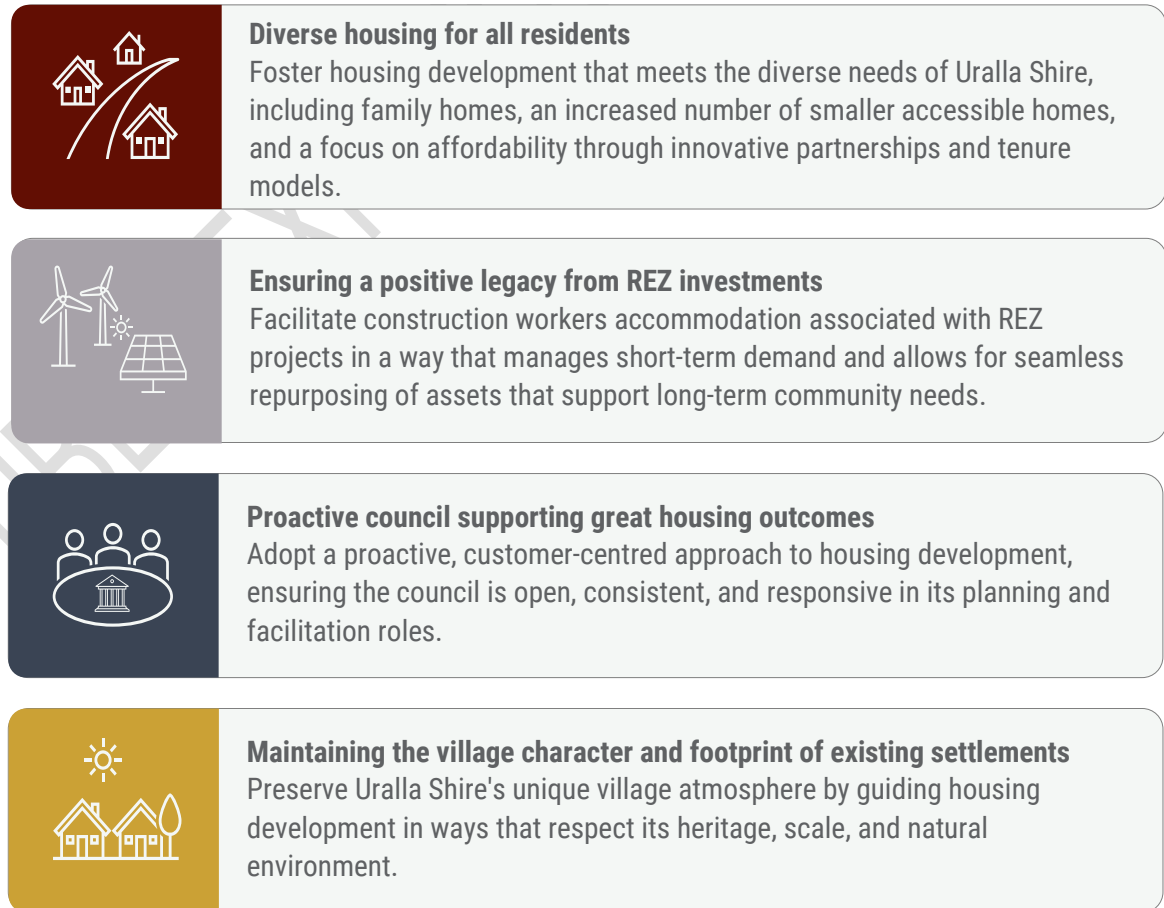 Diverse housing for all residents
Foster housing development that meets the diverse needs of Uralla Shire,
including family homes, an increased number of smaller accessible homes,
and a focus on affordability through innovative partnerships and tenure
models.
Ensuring a positive legacy from REZ investments
Facilitate construction workers accommodation associated with REZ
projects in a way that manages short-term demand and allows for seamless
repurposing of assets that support long-term community needs.
Proactive council supporting great housing outcomes
Adopt a proactive, customer-centred approach to housing development,
ensuring the council is open, consistent, and responsive in its planning and
facilitation roles.
Maintaining the village character and footprint of existing settlements
Preserve Uralla Shire's unique village atmosphere by guiding housing
development in ways that respect its heritage, scale, and natural
environment.